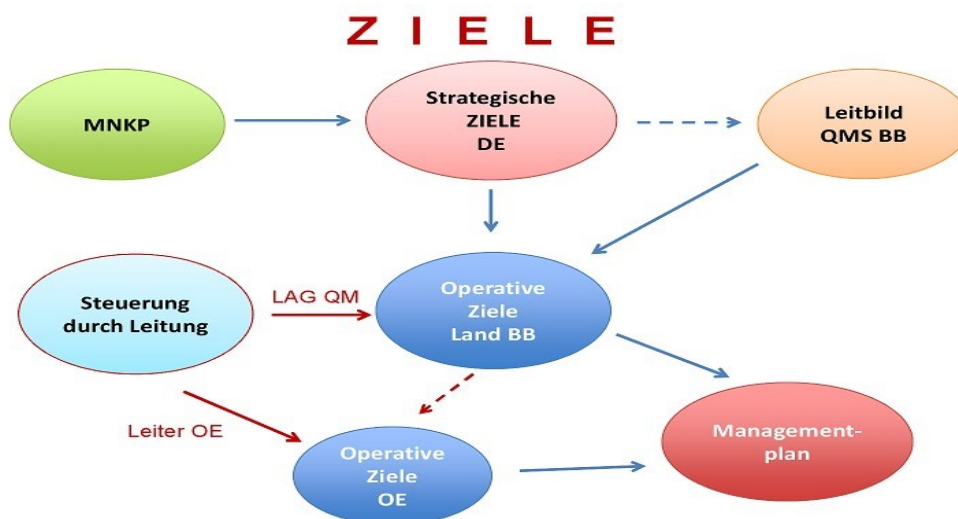 Z I E L E
MNKP
Strategische
ZIELE
DE
Leitbild
QMS BB
Steuerung
durch Leitung
LAG QM
Operative
Ziele
Land BB
Leiter OE
Operative
Ziele
OE
Management-
plan